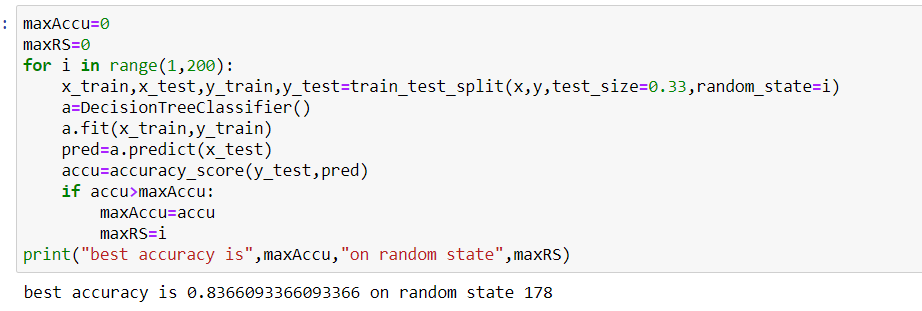 :
maxAccu=0
maxRS=0
for i in range(1,200):
    x_train,x_test,y_train,y_test=train_test_split(x,y,test_size=0.33,random_state=i)
    a=DecisionTreeClassifier()
    a.fit(x_train,y_train)
    pred=a.predict(x_test)
    accu=accuracy_score(y_test,pred)
    if accu>maxAccu:
        maxAccu=accu
        maxRS=i
print("best accuracy is",maxAccu,"on random state",maxRS)
best accuracy is 0.8366093366093366 on random state 178